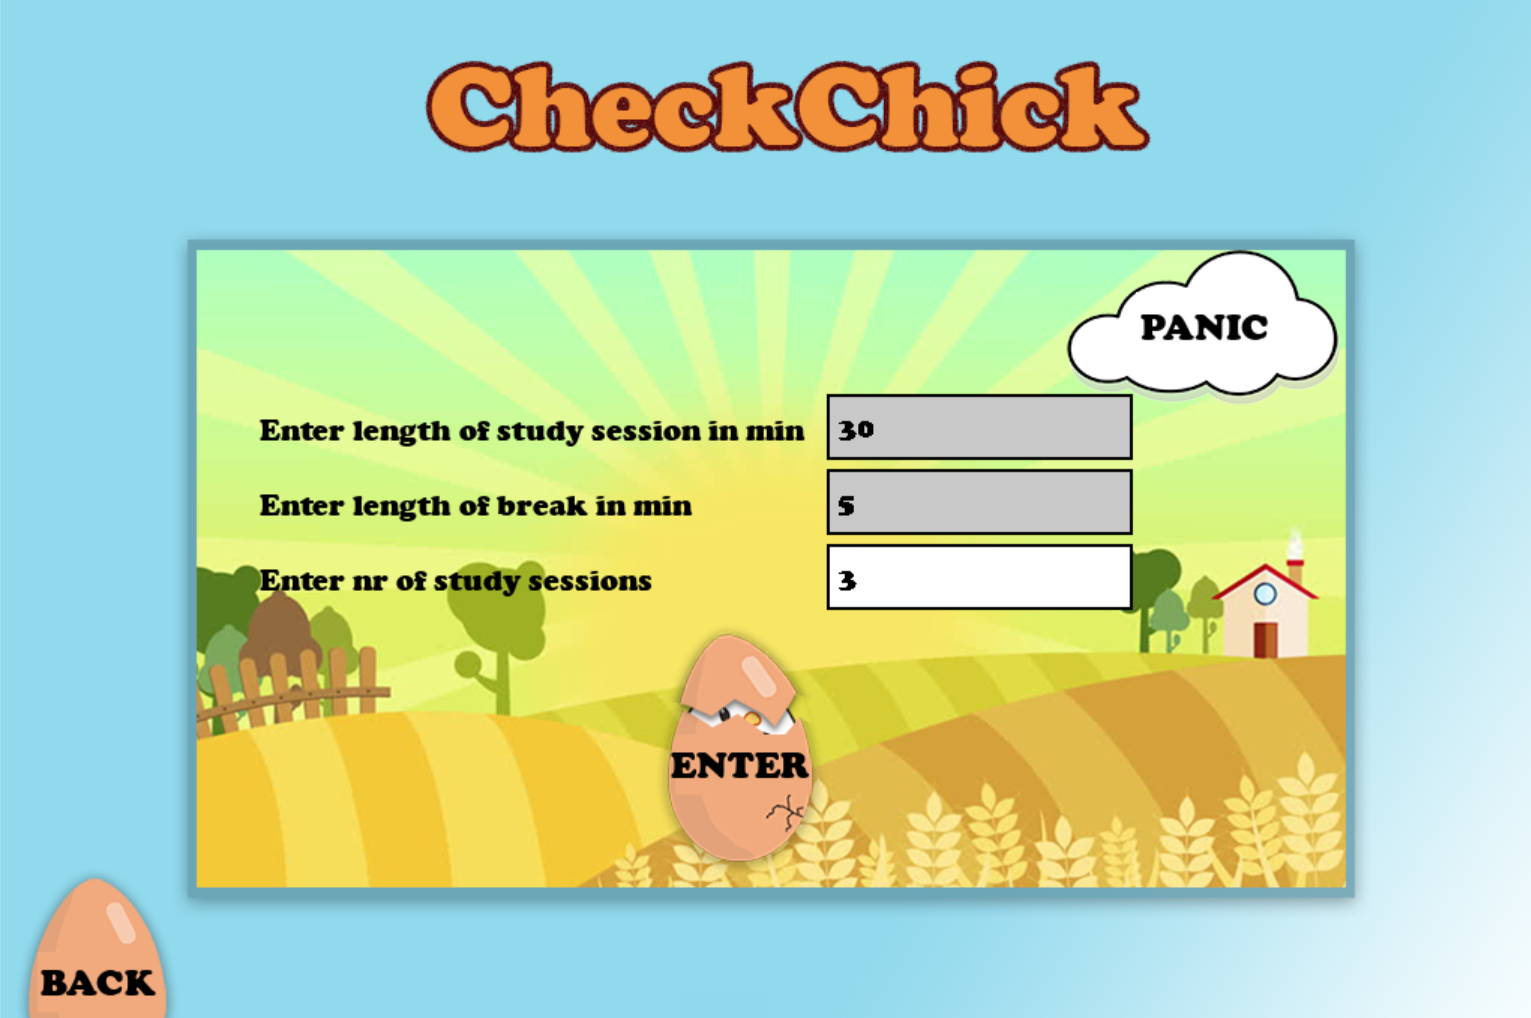 CheckChick
PANIC
Enter length of study session in min 30
Enter length of break in min 5
Enter nr of study sessions 3
ENTER
BACK